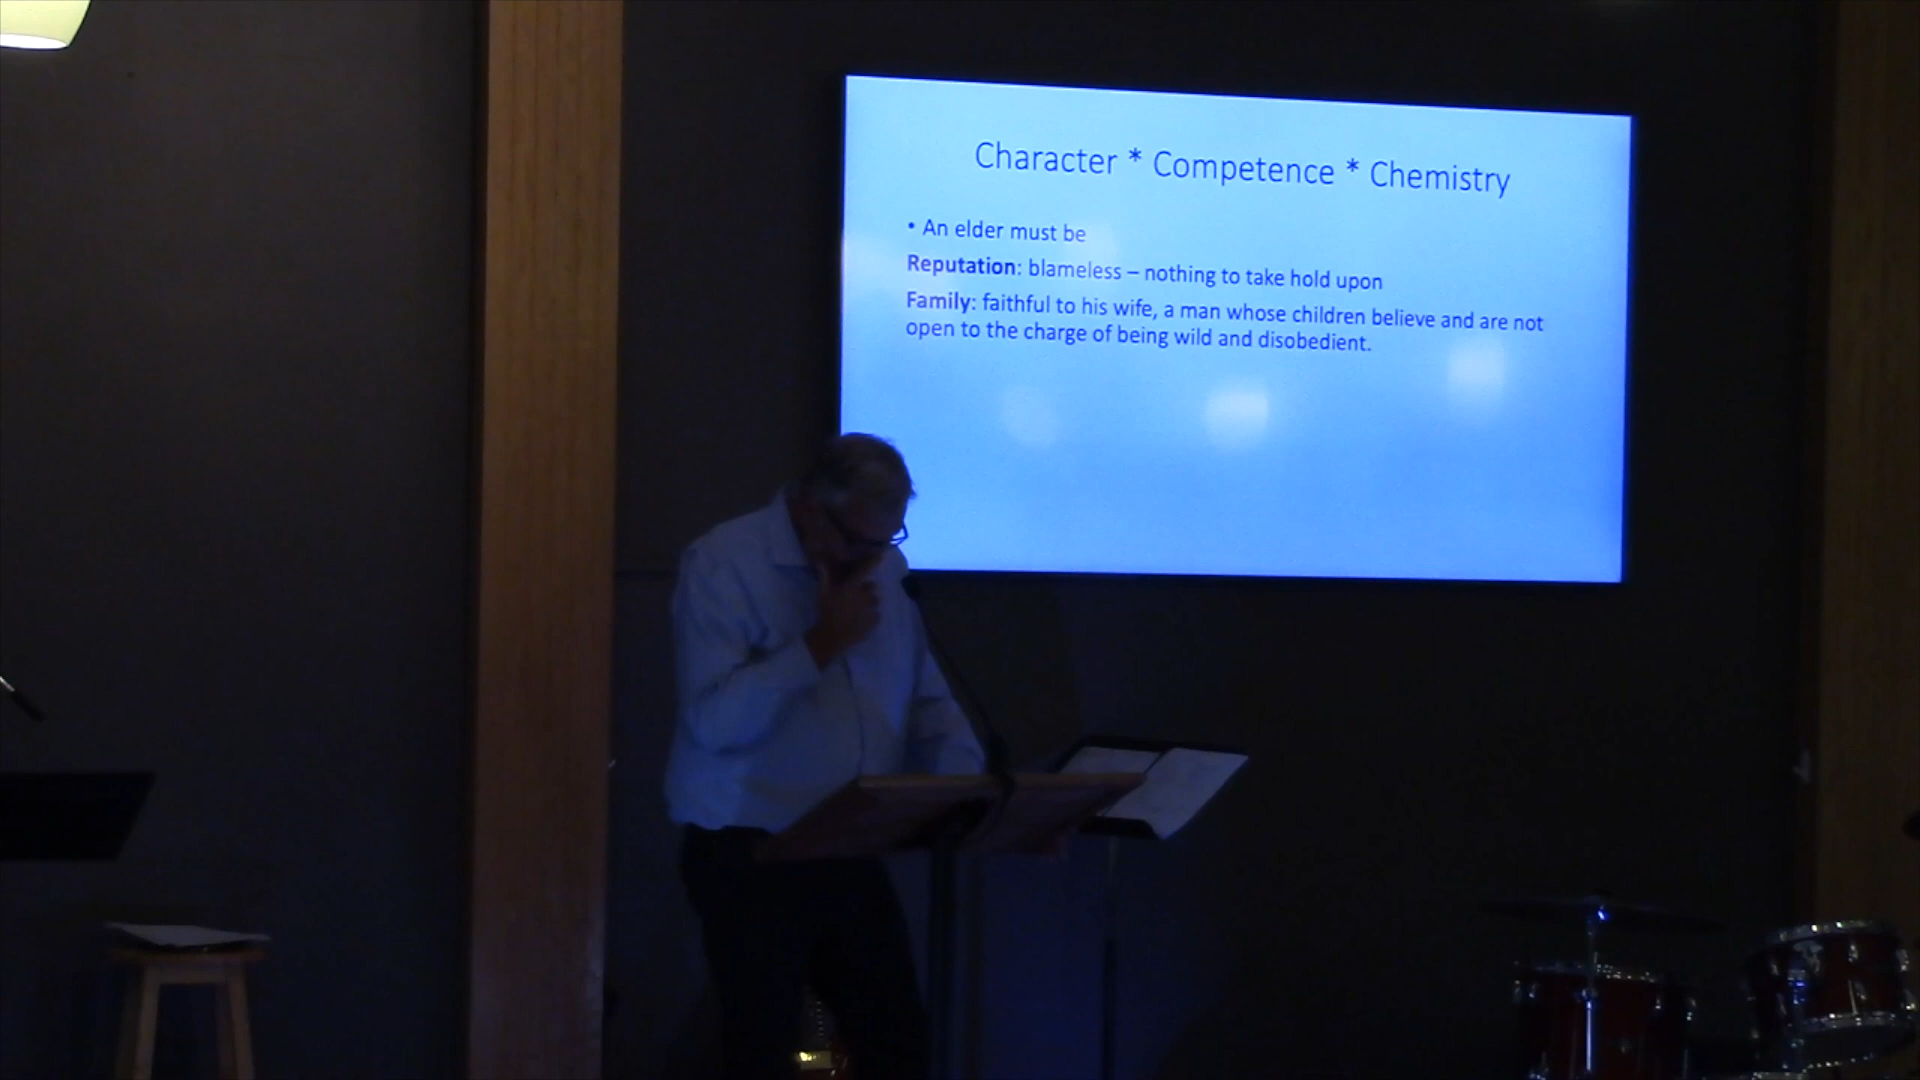 Character * Competence * Chemistry
• An elder must be
Reputation: blameless – nothing to take hold upon
Family: faithful to his wife, a man whose children believe and are not
open to the charge of being wild and disobedient.